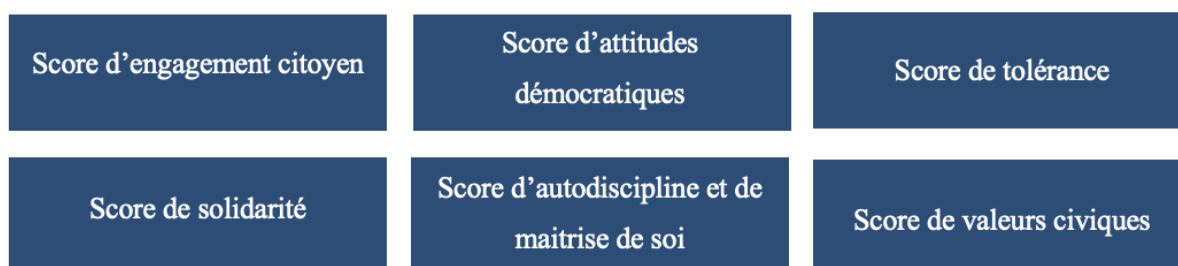 Score d’engagement citoyen
Score d’attitudes
démocratiques
Score de tolérance
Score de solidarité
Score d’autodiscipline et de
maitrise de soi
Score de valeurs civiques